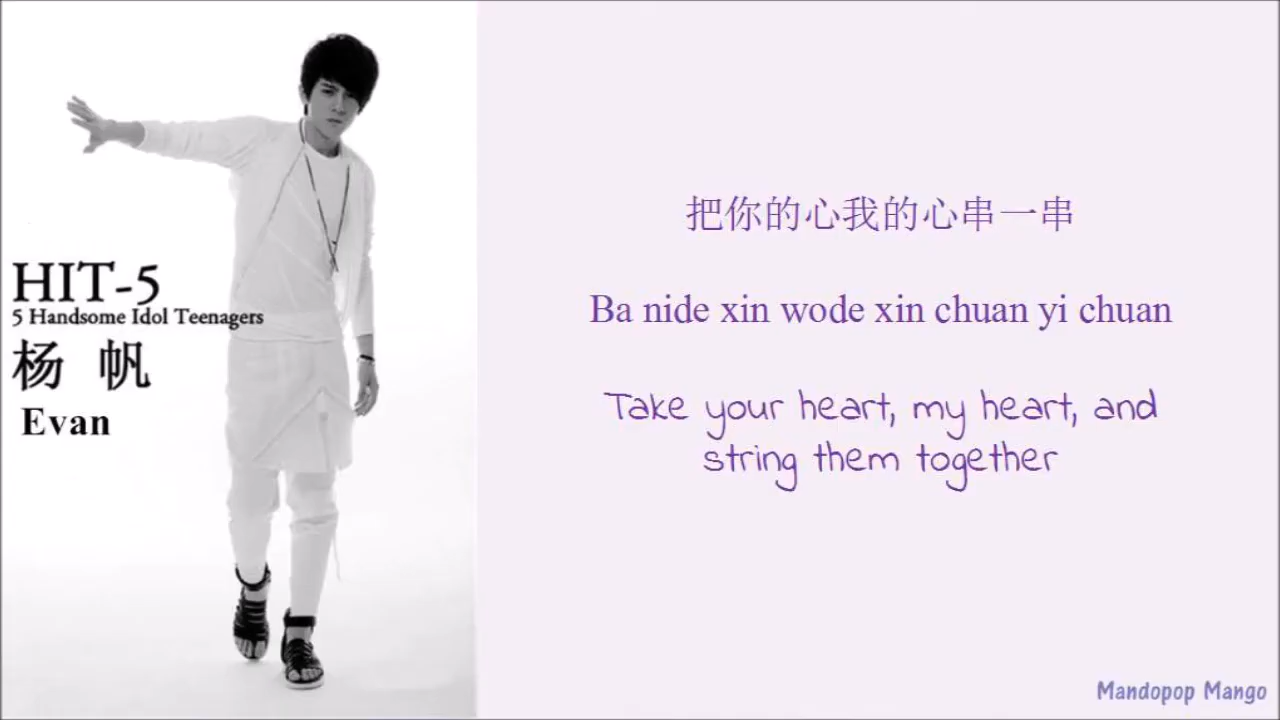 HIT-5
5 Handsome Idol Teenagers
杨 帆
Evan
把你的心我的心串一串
Ba nide xin wode xin chuan yi chuan
Take your heart, my heart, and
string them together
Mandopop Mango